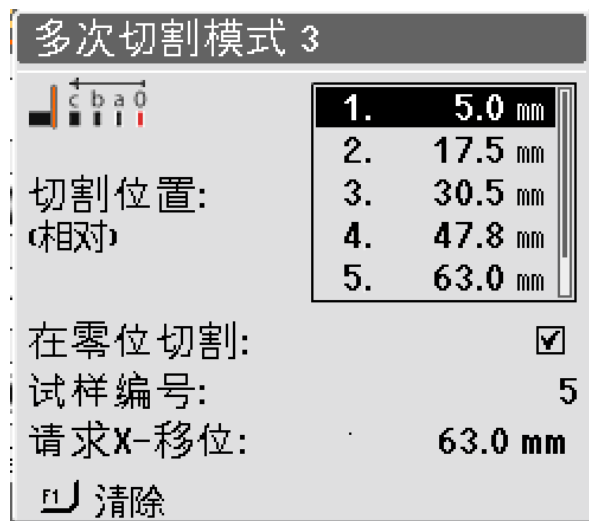 多次切割模式 3
c b a 0
1. 5.0 mm
2. 17.5 mm
切割位置:
3. 30.5 mm
(相对)
4. 47.8 mm
5. 63.0 mm
在零位切割:
试样编号: 5
请求X-移位: 63.0 mm
F1 清除